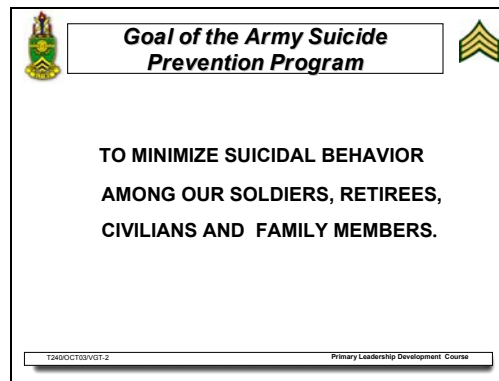 Goal of the Army Suicide
Prevention Program
TO MINIMIZE SUICIDAL BEHAVIOR
AMONG OUR SOLDIERS, RETIREES,
CIVILIANS AND FAMILY MEMBERS.
T240/OCT03/VGT-2
Primary Leadership Development Course